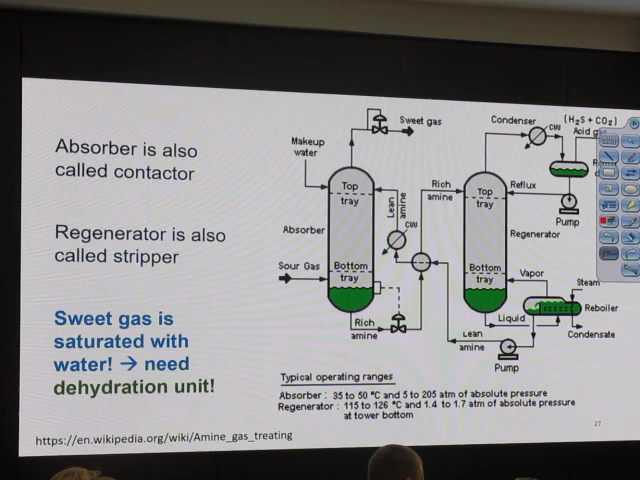 Absorber is also
called contactor
Regenerator is also
called stripper
Sweet gas is
saturated with
water! → need
dehydration unit!
https://en.wikipedia.org/wiki/Amine_gas_treating
Sweet gas
Makeup
water
Top
tray
Absorber
Lean
amine
CW
Sour Gas
Bottom
tray
Rich
amine
Rich
amine
Condenser
CW
(H₂S + CO₂)
Acid
Top
tray
Reflux
Pump
Regenerator
Bottom
tray
Vapor
Steam
Reboiler
Liquid
Condensate
Lean
amine
Pump
Typical operating ranges
Absorber : 35 to 50 °C and 5 to 205 atm of absolute pressure
Regenerator : 115 to 126 °C and 1.4 to 1.7 atm of absolute pressure
at tower bottom
27